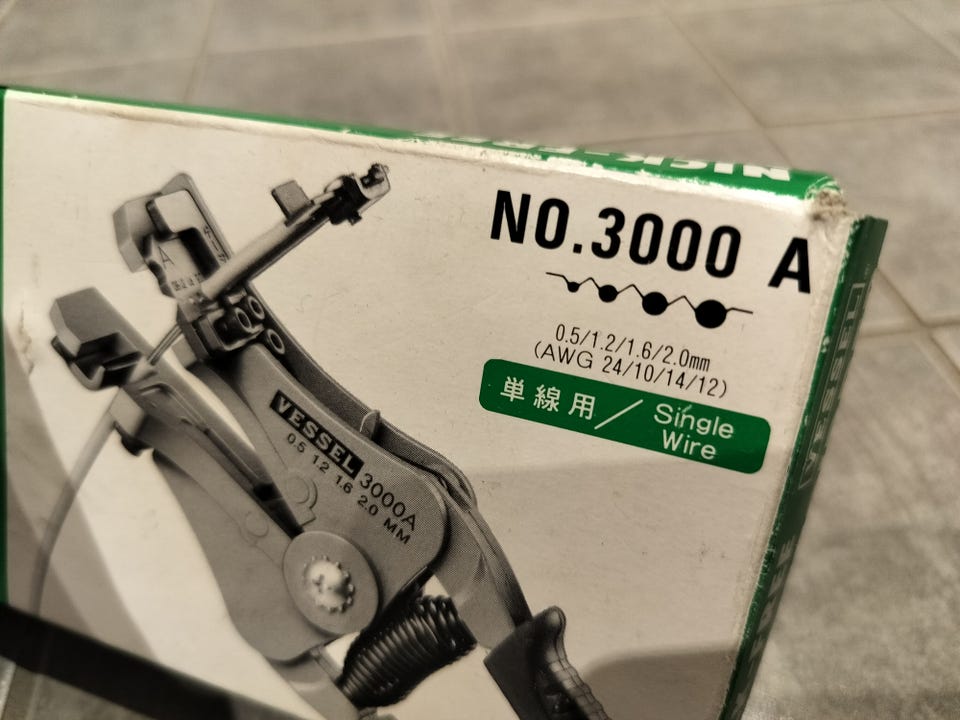 NO.3000 A
0.5/1.2/1.6/2.0mm
(AWG 24/10/14/12)
単線用／Single Wire
VESSEL 3000A
0.5 1.2 1.6 2.0 MM
A
VESSEL